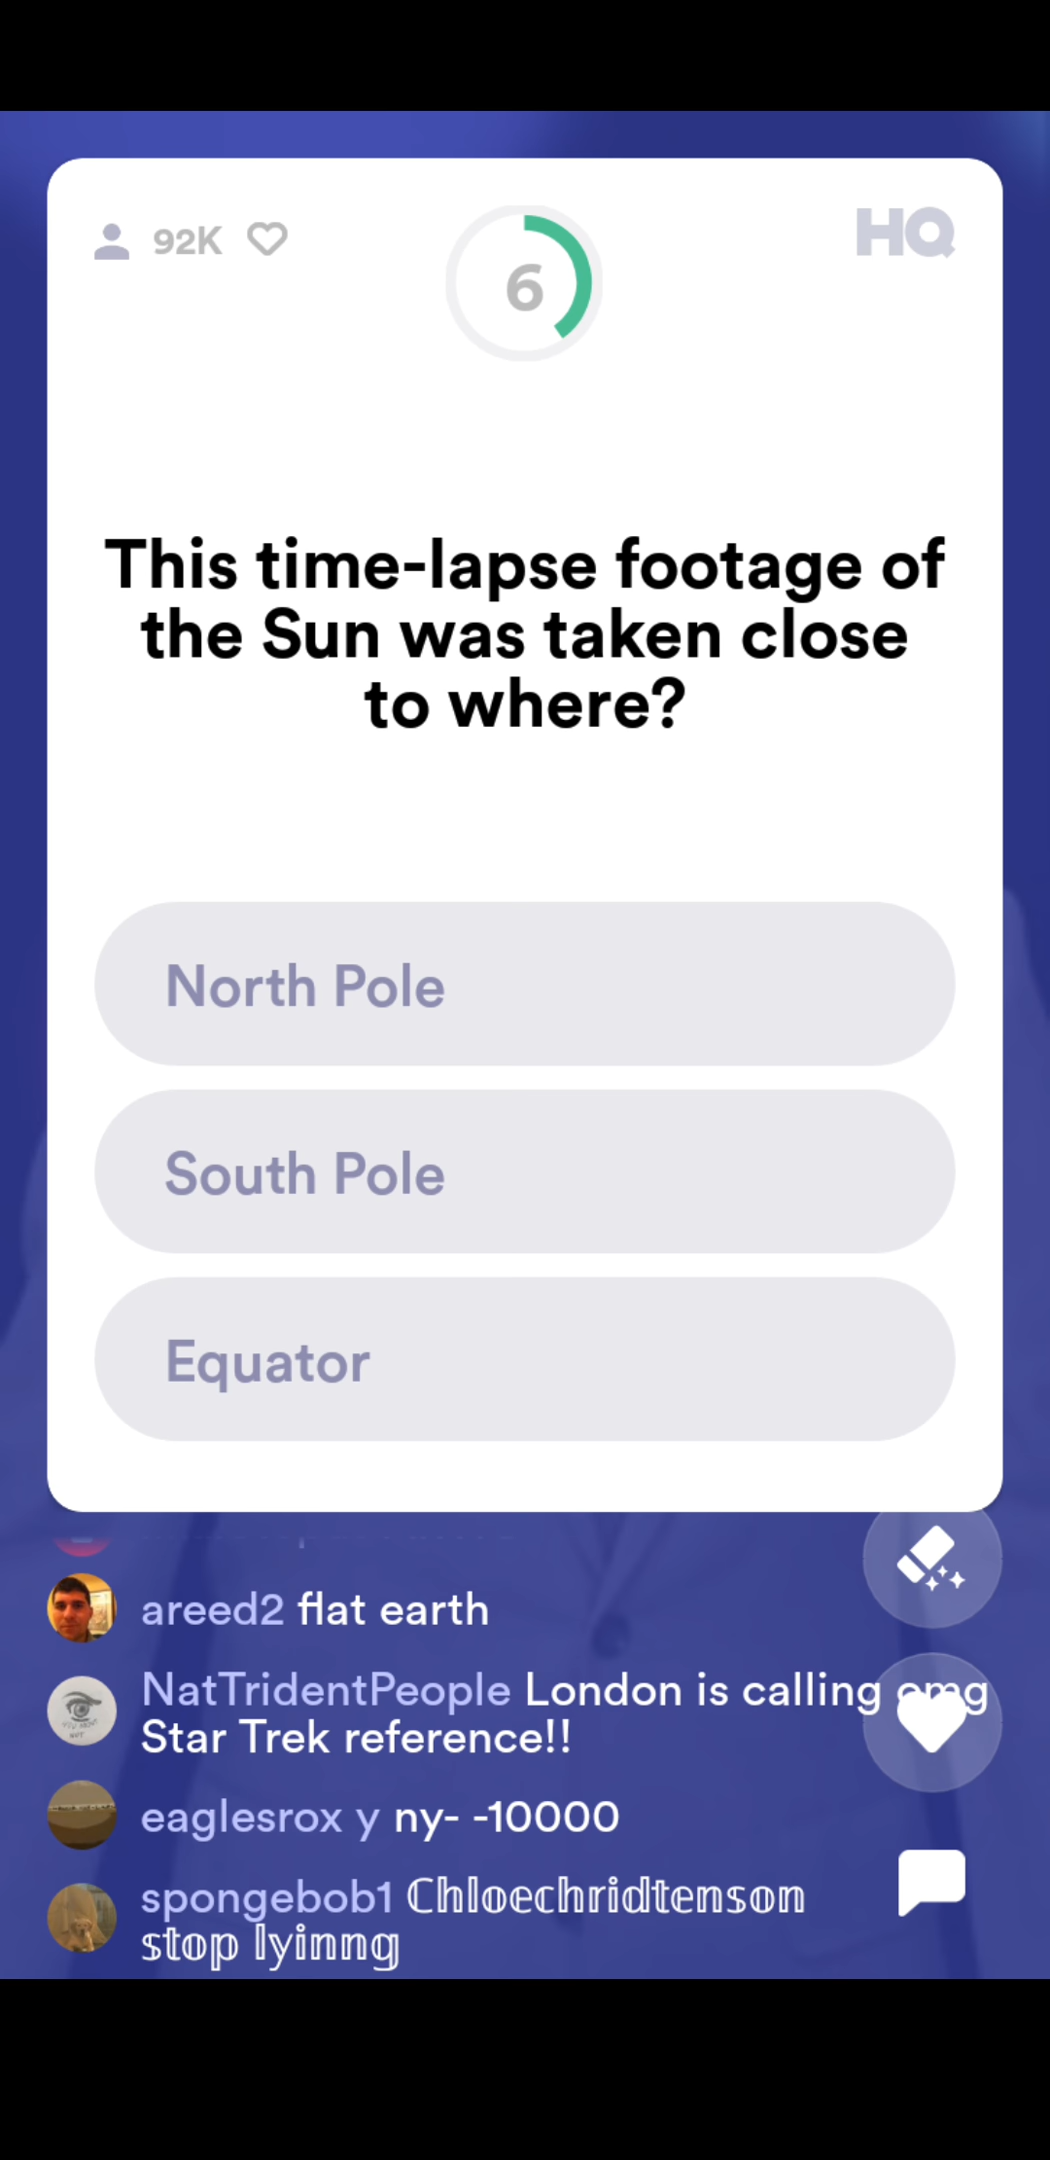 92K
6
HQ
This time-lapse footage of
the Sun was taken close
to where?
North Pole
South Pole
Equator
areed2 flat earth
NatTridentPeople London is calling omg
Star Trek reference!!
eaglesrox y ny- -10000
spongebob1 ℂ𝕙𝕝𝕠𝕖𝕔𝕙𝕣𝕚𝕕𝕥𝕖𝕟𝕤𝕠𝕟
𝕤𝕥𝕠𝕡 𝕝𝕪𝕚𝕟𝕟𝕘